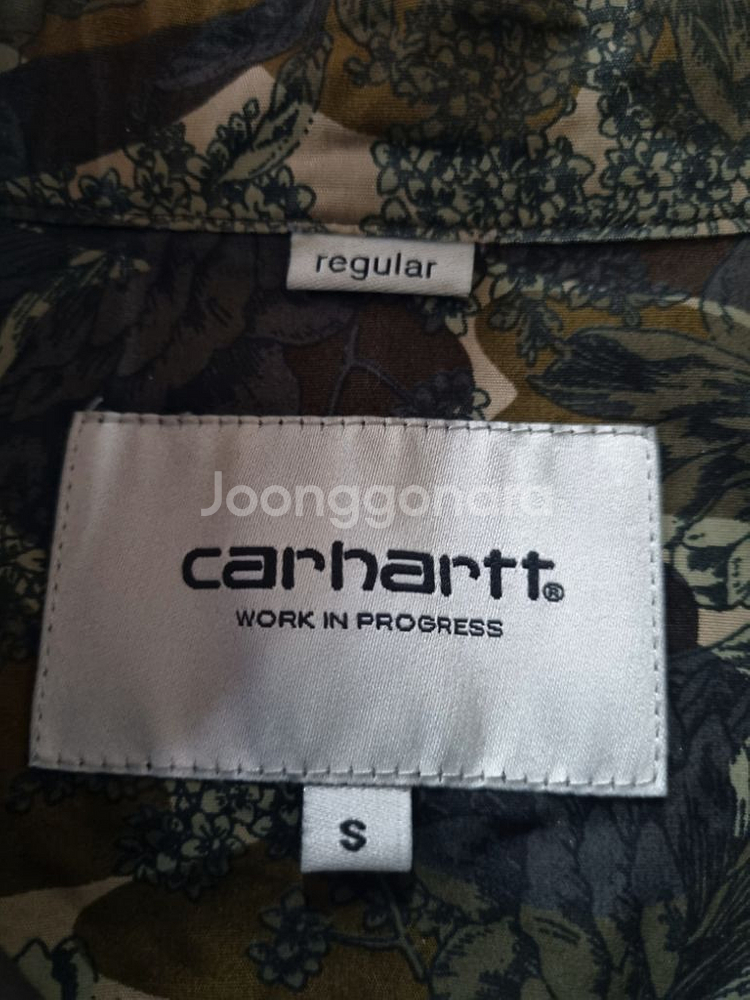 regular
Joonggonara
carhartt®
WORK IN PROGRESS
S